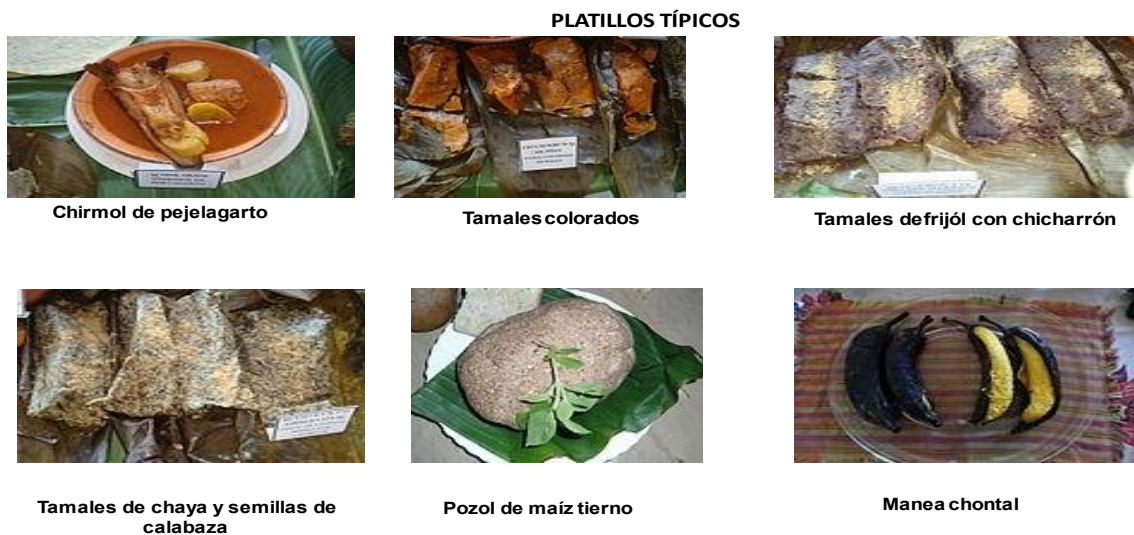 PLATILLOS TÍPICOS
Chirmol de pejelagarto
Tamales colorados
Tamales defrijól con chicharrón
Tamales de chaya y semillas de
calabaza
Pozol de maíz tierno
Manea chontal